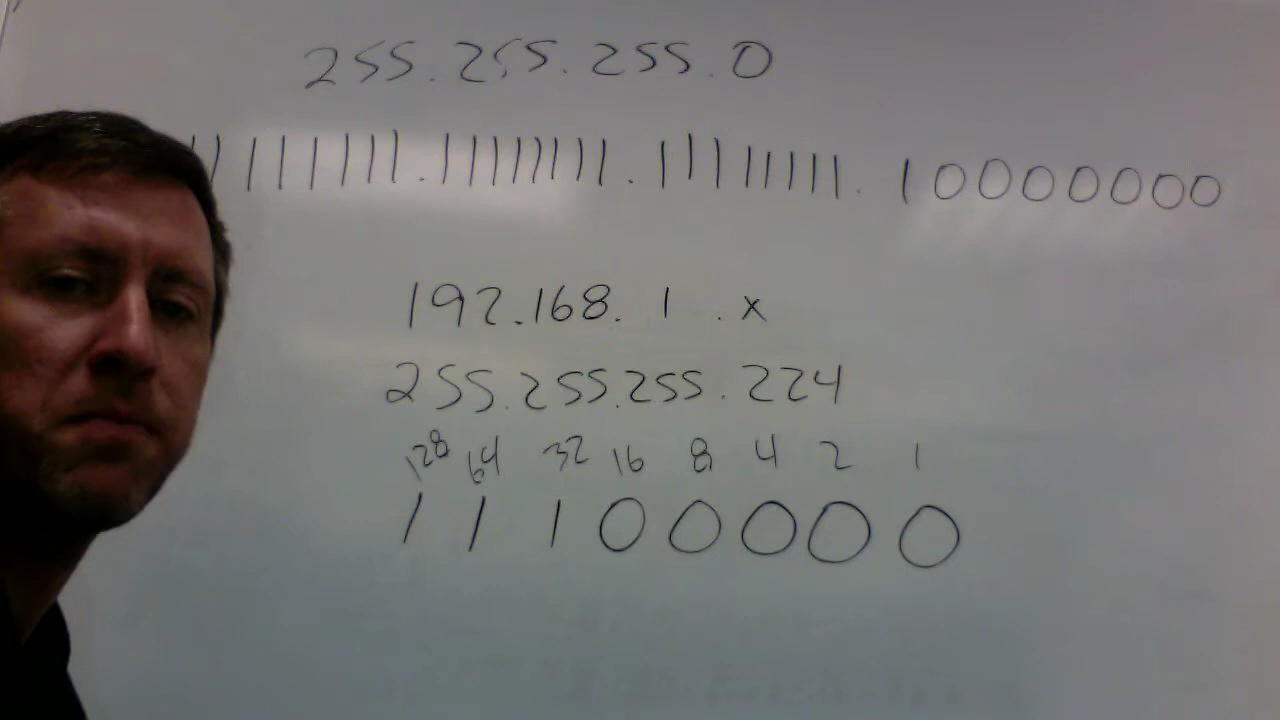 255.255.255.0
11111111.11111111.11111111.10000000
192.168.1.x
255.255.255.224
128 64 32 16 8 4 2 1
1 1 1 0 0 0 0 0